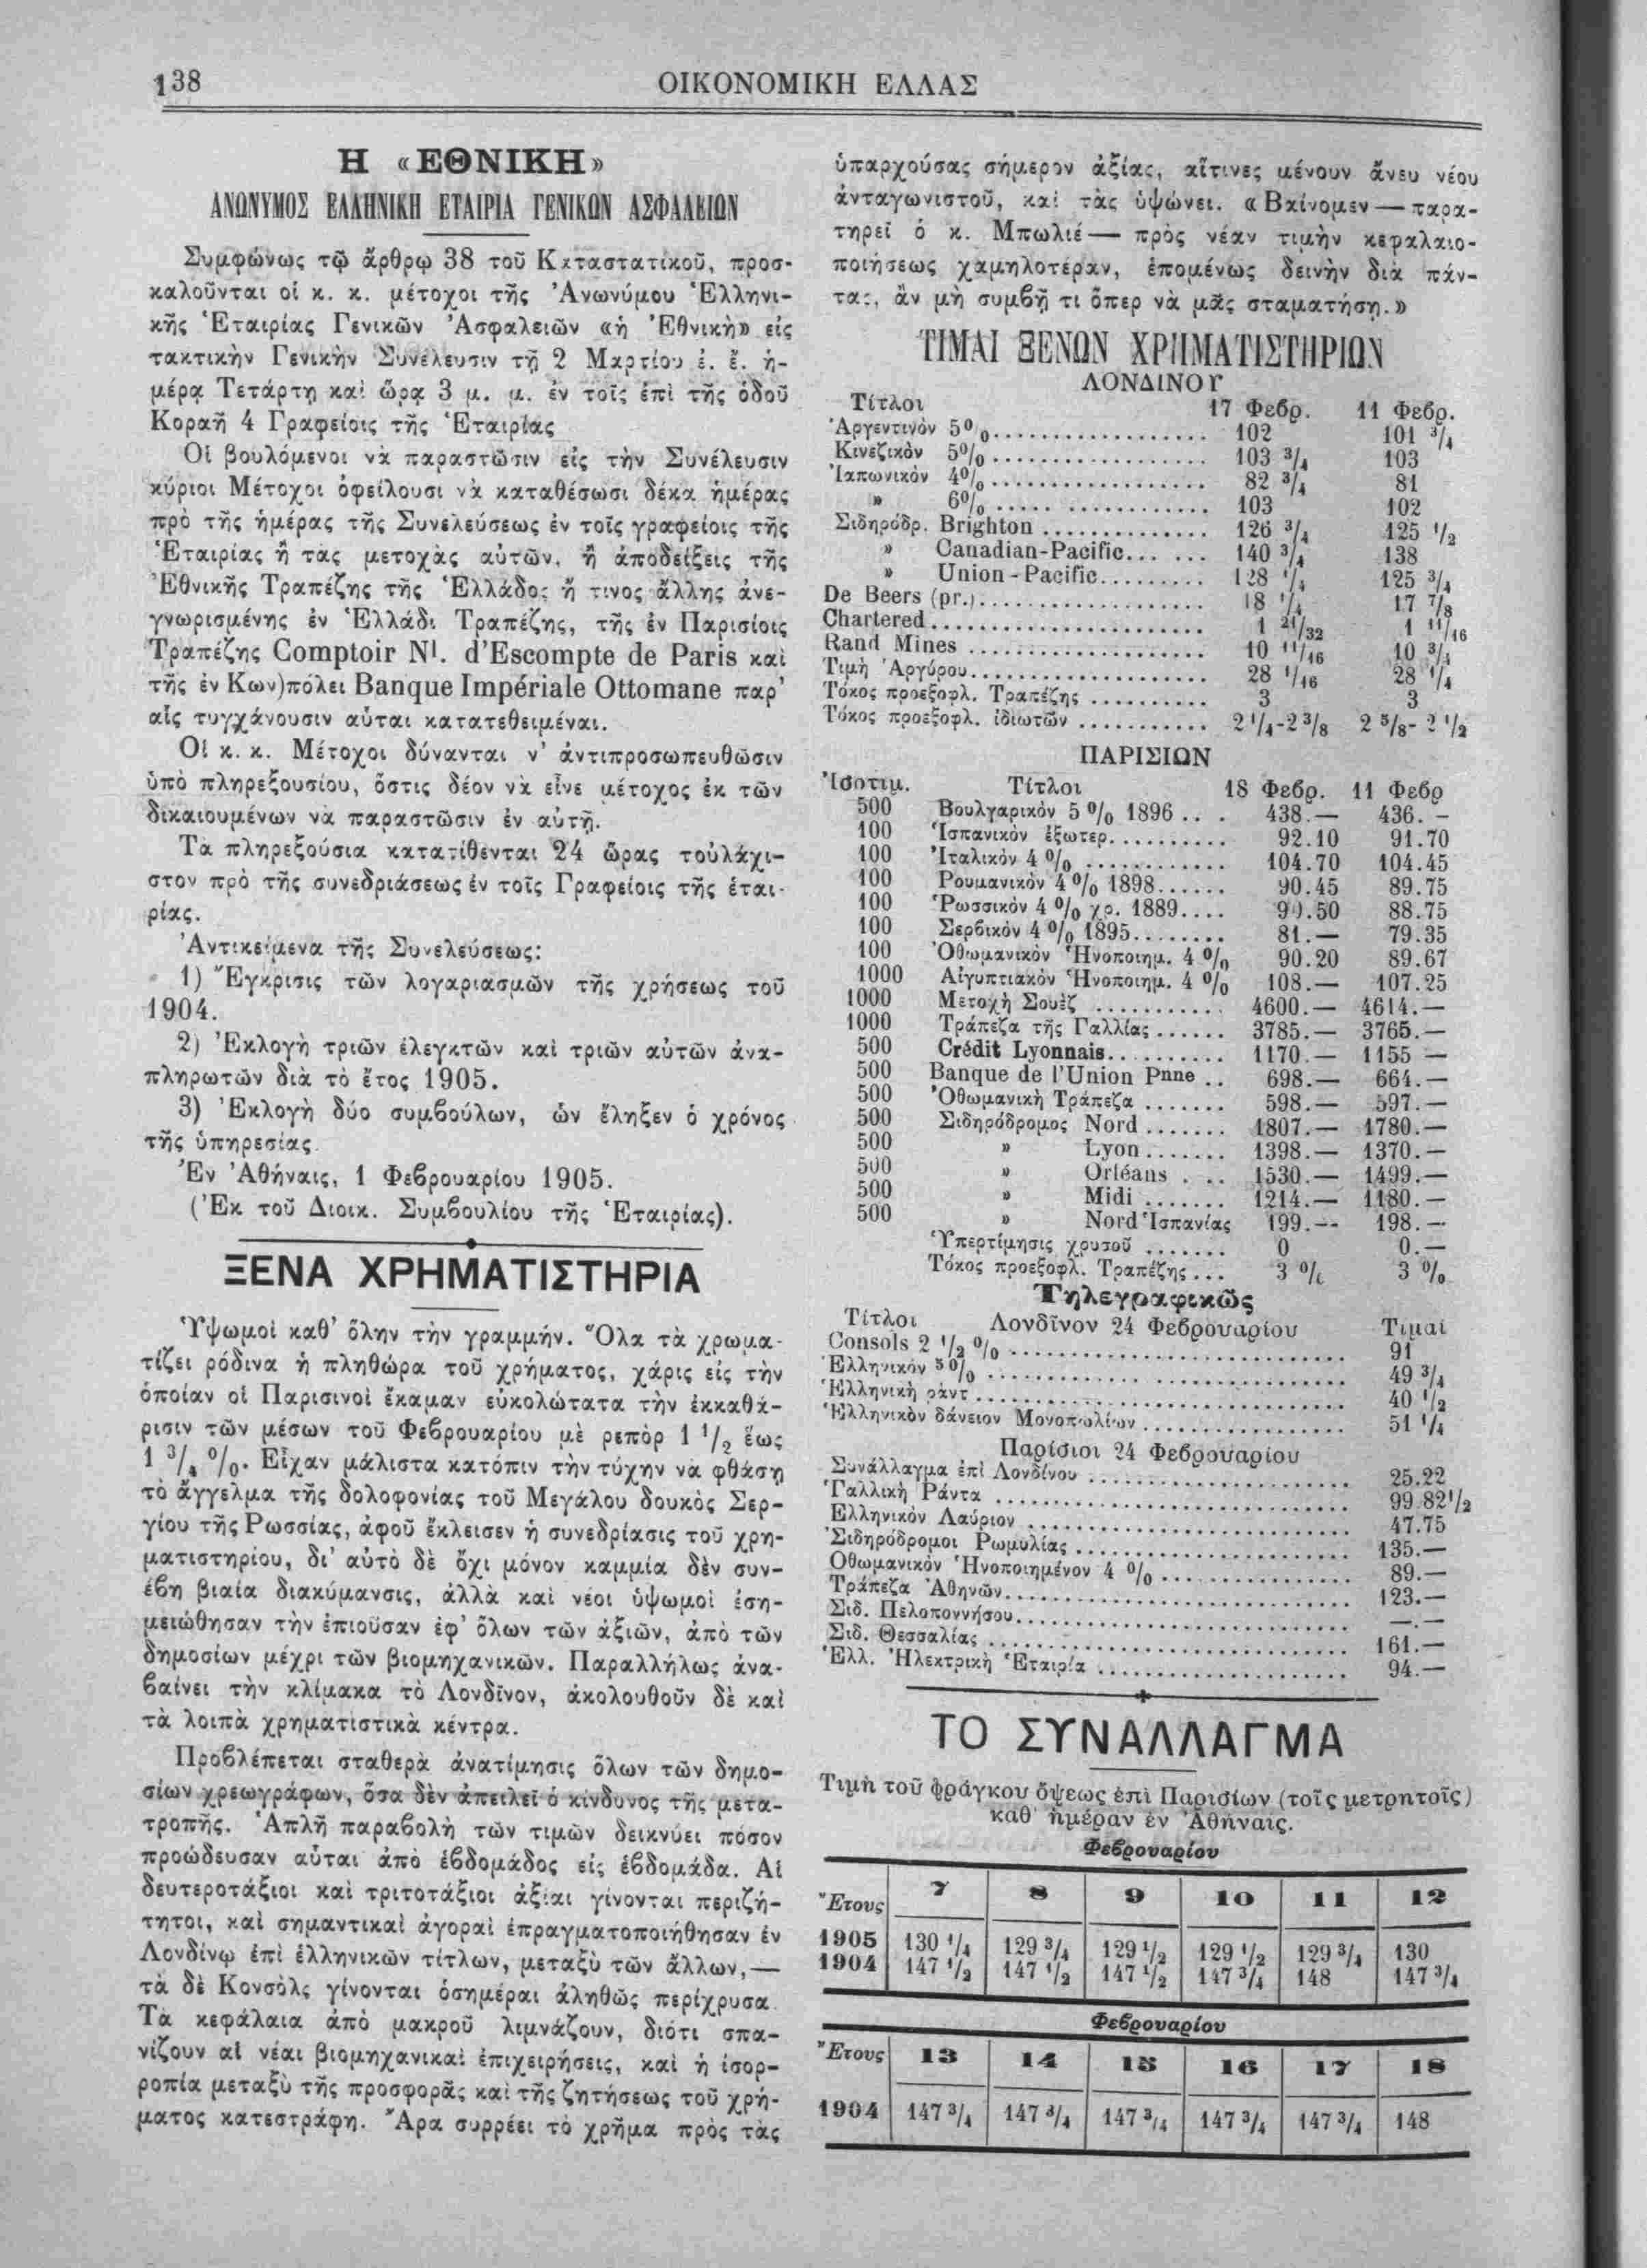 138
ΟΙΚΟΝΟΜΙΚΗ ΕΛΛΑΣ
Η «ΕΘΝΙΚΗ»
ΑΝΩΝΥΜΟΣ ΕΛΛΗΝΙΚΗ ΕΤΑΙΡΙΑ ΓΕΝΙΚΩΝ ΑΣΦΑΛΕΙΩΝ
Συμφώνως τῷ ἄρθρῳ 38 τοῦ Καταστατικοῦ, προσ-
καλοῦνται οἱ κ. κ. μέτοχοι τῆς Ἀνωνύμου Ἑλληνι-
κῆς Ἑταιρίας Γενικῶν Ἀσφαλειῶν «ἡ Ἐθνικὴ» εἰς
τακτικὴν Γενικὴν Συνέλευσιν τῇ 2 Μαρτίου ἐ. ἔ. ἡ-
μέρᾳ Τετάρτῃ καὶ ὥρᾳ 3 μ. μ. ἐν τοῖς ἐπὶ τῆς ὁδοῦ
Κοραῆ 4 Γραφείοις τῆς Ἑταιρίας
Οἱ βουλόμενοι νὰ παραστῶσιν εἰς τὴν Συνέλευσιν
κύριοι Μέτοχοι ὀφείλουσι νὰ καταθέσωσι δέκα ἡμέρας
πρὸ τῆς ἡμέρας τῆς Συνελεύσεως ἐν τοῖς γραφείοις τῆς
Ἑταιρίας ἢ τὰς μετοχὰς αὐτῶν, ἢ ἀποδείξεις τῆς
Ἐθνικῆς Τραπέζης τῆς Ἑλλάδος ἤ τινος ἄλλης ἀνε-
γνωρισμένης ἐν Ἑλλάδι Τραπέζης, τῆς ἐν Παρισίοις
Τραπέζης Comptoir Nl. d'Escompte de Paris καὶ
τῆς ἐν Κων)πόλει Banque Impériale Ottomane παρ'
αἷς τυγχάνουσιν αὗται κατατεθειμέναι.
Οἱ κ. κ. Μέτοχοι δύνανται ν' ἀντιπροσωπευθῶσιν
ὑπὸ πληρεξουσίου, ὅστις δέον νὰ εἶνε μέτοχος ἐκ τῶν
δικαιουμένων νὰ παραστῶσιν ἐν αὐτῇ.
Τὰ πληρεξούσια κατατίθενται 24 ὥρας τοὐλάχι-
στον πρὸ τῆς συνεδριάσεως ἐν τοῖς Γραφείοις τῆς ἑται-
ρίας.
Ἀντικείμενα τῆς Συνελεύσεως:
1) Ἔγκρισις τῶν λογαριασμῶν τῆς χρήσεως τοῦ
1904.
2) Ἐκλογὴ τριῶν ἐλεγκτῶν καὶ τριῶν αὐτῶν ἀνα-
πληρωτῶν διὰ τὸ ἔτος 1905.
3) Ἐκλογὴ δύο συμβούλων, ὧν ἔληξεν ὁ χρόνος
τῆς ὑπηρεσίας.
Ἐν Ἀθήναις, 1 Φεβρουαρίου 1905.
(Ἐκ τοῦ Διοικ. Συμβουλίου τῆς Ἑταιρίας).
ΞΕΝΑ ΧΡΗΜΑΤΙΣΤΗΡΙΑ
Ὑψωμοὶ καθ' ὅλην τὴν γραμμήν. Ὅλα τὰ χρωμα-
τίζει ῥόδινα ἡ πληθώρα τοῦ χρήματος, χάρις εἰς τὴν
ὁποίαν οἱ Παρισινοὶ ἔκαμαν εὐκολώτατα τὴν ἐκκαθά-
ρισιν τῶν μέσων τοῦ Φεβρουαρίου μὲ ρεπὸρ 1 1/2 ἕως
1 3/4 0/0. Εἶχαν μάλιστα κατόπιν τὴν τύχην νὰ φθάσῃ
τὸ ἄγγελμα τῆς δολοφονίας τοῦ Μεγάλου δουκὸς Σερ-
γίου τῆς Ρωσσίας, ἀφοῦ ἔκλεισεν ἡ συνεδρίασις τοῦ χρη-
ματιστηρίου, δι' αὐτὸ δὲ ὄχι μόνον καμμία δὲν συν-
έβη βιαία διακύμανσις, ἀλλὰ καὶ νέοι ὑψωμοὶ ἐση-
μειώθησαν τὴν ἐπιοῦσαν ἐφ' ὅλων τῶν ἀξιῶν, ἀπὸ τῶν
δημοσίων μέχρι τῶν βιομηχανικῶν. Παραλλήλως ἀνα-
βαίνει τὴν κλίμακα τὸ Λονδῖνον, ἀκολουθοῦν δὲ καὶ
τὰ λοιπὰ χρηματιστικὰ κέντρα.
Προβλέπεται σταθερὰ ἀνατίμησις ὅλων τῶν δημο-
σίων χρεωγράφων, ὅσα δὲν ἀπειλεῖ ὁ κίνδυνος τῆς μετα-
τροπῆς. Ἁπλῆ παραβολὴ τῶν τιμῶν δεικνύει πόσον
προώδευσαν αὗται ἀπὸ ἑβδομάδος εἰς ἑβδομάδα. Αἱ
δευτεροτάξιοι καὶ τριτοτάξιοι ἀξίαι γίνονται περιζή-
τητοι, καὶ σημαντικαὶ ἀγοραὶ ἐπραγματοποιήθησαν ἐν
Λονδίνῳ ἐπὶ ἑλληνικῶν τίτλων, μεταξὺ τῶν ἄλλων,—
τὰ δὲ Κονσὸλς γίνονται ὁσημέραι ἀληθῶς περίχρυσα.
Τὰ κεφάλαια ἀπὸ μακροῦ λιμνάζουν, διότι σπα-
νίζουν αἱ νέαι βιομηχανικαὶ ἐπιχειρήσεις, καὶ ἡ ἰσορ-
ροπία μεταξὺ τῆς προσφορᾶς καὶ τῆς ζητήσεως τοῦ χρή-
ματος κατεστράφη. Ἄρα συρρέει τὸ χρῆμα πρὸς τὰς
ὑπαρχούσας σήμερον ἀξίας, αἵτινες μένουν ἄνευ νέου
ἀνταγωνιστοῦ, καὶ τὰς ὑψώνει. «Βαίνομεν — παρα-
τηρεῖ ὁ κ. Μπωλιέ — πρὸς νέαν τιμὴν κεφαλαιο-
ποιήσεως χαμηλοτέραν, ἑπομένως δεινὴν διὰ πάν-
τας, ἂν μὴ συμβῇ τι ὅπερ νὰ μᾶς σταματήσῃ.»
ΤΙΜΑΙ ΞΕΝΩΝ ΧΡΗΜΑΤΙΣΤΗΡΙΩΝ
ΛΟΝΔΙΝΟΥ
Τίτλοι 17 Φεβρ. 11 Φεβρ.
Ἀργεντινὸν 5 0/0 102 101 3/4
Κινεζικὸν 5 0/0 103 3/4 103
Ἰαπωνικὸν 4 0/0 82 3/4 81
» 6 0/0 103 102
Σιδηρόδρ. Brighton 126 3/4 125 1/2
» Canadian-Pacific 140 3/4 138
» Union-Pacific 128 1/4 125 3/4
De Beers (pr.) 18 1/4 17 7/8
Chartered 1 21/32 1 11/16
Rand Mines 10 11/16 10 3/4
Τιμὴ Ἀργύρου 28 1/16 28 1/4
Τόκος προεξοφλ. Τραπέζης 3 3
Τόκος προεξοφλ. ἰδιωτῶν 2 1/4-2 3/8 2 5/8-2 1/2
ΠΑΡΙΣΙΩΝ
Ἰσοτιμ. Τίτλοι 18 Φεβρ. 11 Φεβρ
500 Βουλγαρικὸν 5 0/0 1896 438.— 436.-
100 Ἱσπανικὸν ἐξωτερ. 92.10 91.70
100 Ἰταλικὸν 4 0/0 104.70 104.45
100 Ρουμανικὸν 4 0/0 1898 90.45 89.75
100 Ῥωσσικὸν 4 0/0 χρ. 1889 90.50 88.75
100 Σερβικὸν 4 0/0 1895 81.— 79.35
100 Ὀθωμανικὸν Ἡνοποιημ. 4 0/0 90.20 89.67
1000 Αἰγυπτιακὸν Ἡνοποιημ. 4 0/0 108.— 107.25
1000 Μετοχὴ Σουὲζ 4600.— 4614.—
1000 Τράπεζα τῆς Γαλλίας 3785.— 3765.—
500 Crédit Lyonnais 1170.— 1155 —
500 Banque de l'Union Pnne 698.— 664.—
500 Ὀθωμανικὴ Τράπεζα 598.— 597.—
500 Σιδηρόδρομος Nord 1807.— 1780.—
500 » Lyon 1398.— 1370.—
500 » Orléans 1530.— 1499.—
500 » Midi 1214.— 1180.—
500 » Nord Ἱσπανίας 199.-- 198.—
Ὑπερτίμησις χρυσοῦ 0 0.—
Τόκος προεξοφλ. Τραπέζης 3 0/0 3 0/0
Τηλεγραφικῶς
Τίτλοι Λονδῖνον 24 Φεβρουαρίου Τιμαί
Consols 2 1/2 0/0 91
Ἑλληνικὸν 5 0/0 49 3/4
Ἑλληνικὴ ρὰντ 40 1/2
Ἑλληνικὸν δάνειον Μονοπωλίων 51 1/4
Παρίσιοι 24 Φεβρουαρίου
Συνάλλαγμα ἐπὶ Λονδίνου 25.22
Γαλλικὴ Ράντα 99.82 1/2
Ἑλληνικὸν Λαύριον 47.75
Σιδηρόδρομοι Ρωμυλίας 135.—
Ὀθωμανικὸν Ἡνοποιημένον 4 0/0 89.—
Τράπεζα Ἀθηνῶν 123.—
Σιδ. Πελοποννήσου —.—
Σιδ. Θεσσαλίας 161.—
Ἑλλ. Ἠλεκτρικὴ Ἑταιρία 94.—
ΤΟ ΣΥΝΑΛΛΑΓΜΑ
Τιμὴ τοῦ φράγκου ὄψεως ἐπὶ Παρισίων (τοῖς μετρητοῖς)
καθ' ἡμέραν ἐν Ἀθήναις.
Φεβρουαρίου
Ἔτους 7 8 9 10 11 12
1905 130 1/4 129 3/4 129 1/2 129 1/2 129 3/4 130
1904 147 1/2 147 1/2 147 1/2 147 3/4 148 147 3/4
Φεβρουαρίου
Ἔτους 13 14 15 16 17 18
1904 147 3/4 147 3/4 147 3/4 147 3/4 147 3/4 148